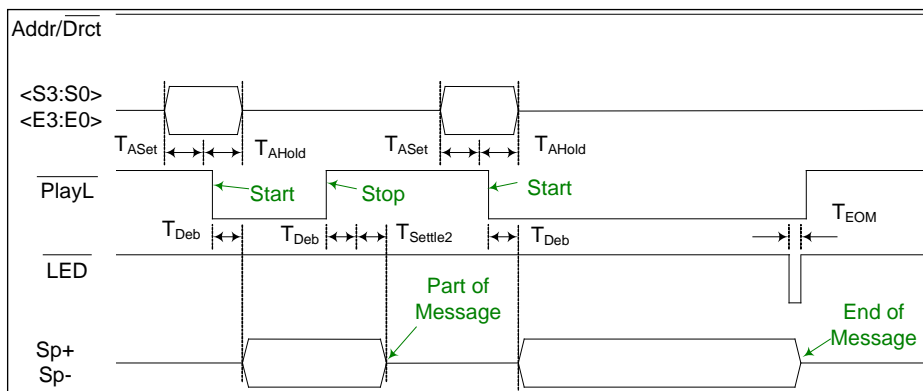 Addr/Drct
<S3:S0>
<E3:E0>
TASet
TAHold
TASet
TAHold
PlayL
Start
Stop
Start
TDeb
TDeb
TSettle2
TDeb
TEOM
LED
Part of
Message
End of
Message
Sp+
Sp-